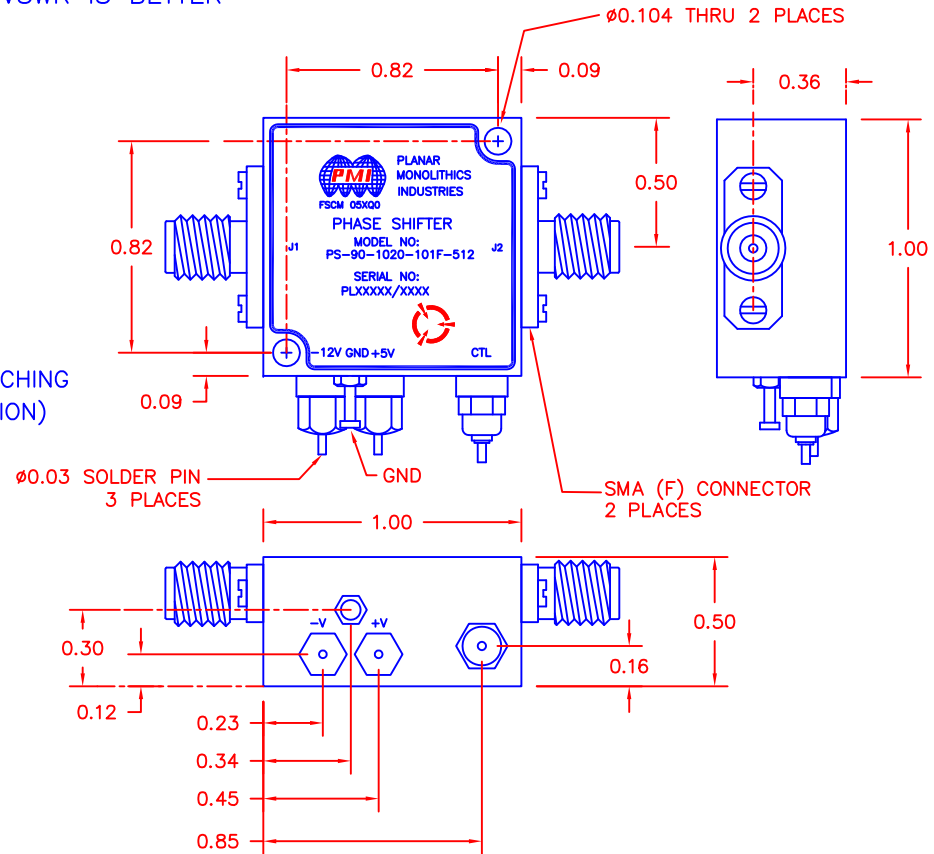 VSWR IS BETTER
ø0.104 THRU 2 PLACES
0.82
0.09
0.36
PMI
PLANAR
MONOLITHICS
INDUSTRIES
FSCM 05XQ0
PHASE SHIFTER
MODEL NO:
PS-90-1020-101F-512
J1
J2
SERIAL NO:
PLXXXXX/XXXX
-12V GND +5V
CTL
0.82
0.50
1.00
0.09
CHING
ION)
ø0.03 SOLDER PIN
3 PLACES
GND
SMA (F) CONNECTOR
2 PLACES
1.00
-V
+V
0.30
0.12
0.50
0.16
0.23
0.34
0.45
0.85